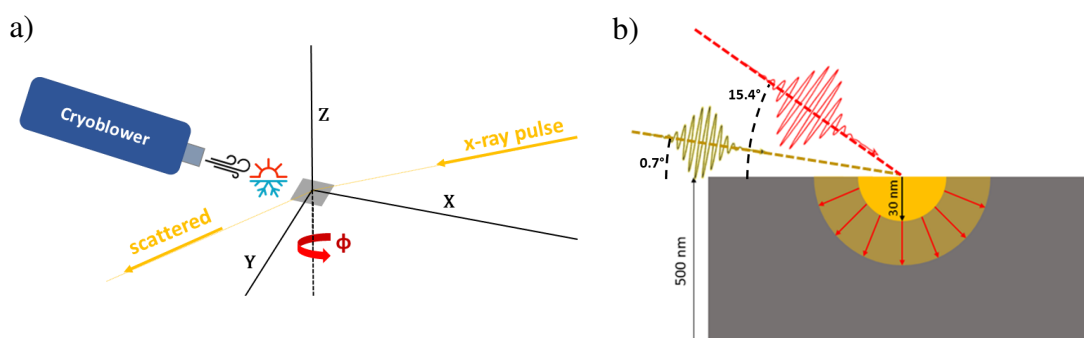 a)
Cryoblower
Z
x-ray pulse
X
scattered
Y
Φ
b)
15.4°
0.7°
30 nm
500 nm